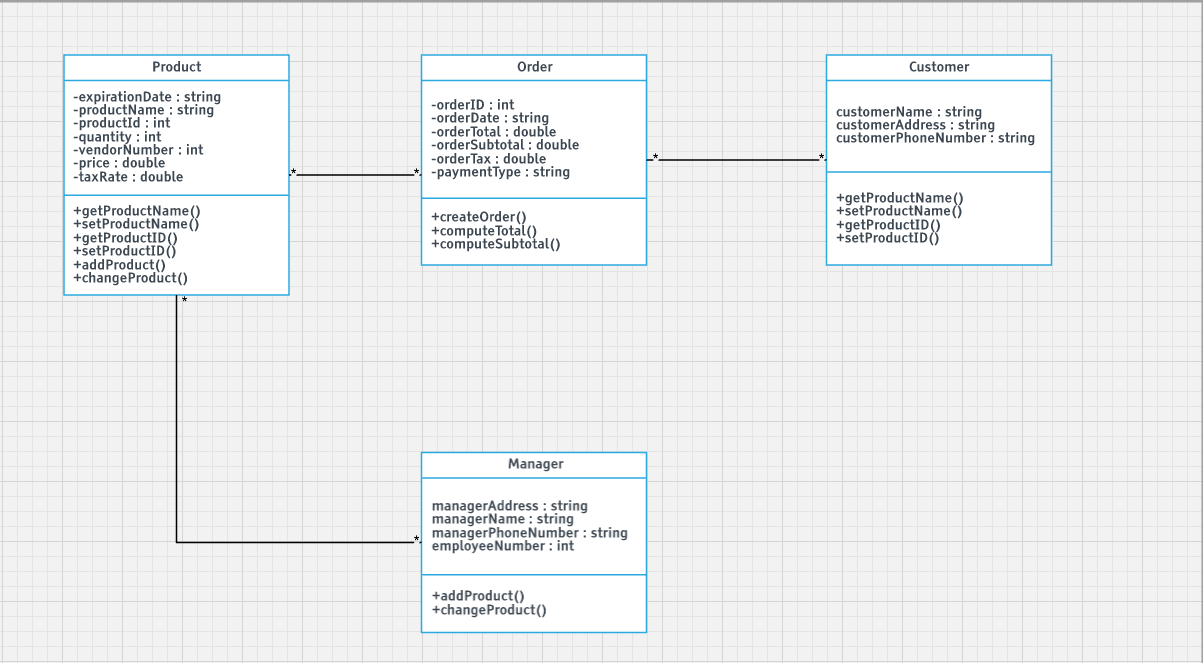 Product
-expirationDate : string
-productName : string
-productId : int
-quantity : int
-vendorNumber : int
-price : double
-taxRate : double
+getProductName()
+setProductName()
+getProductID()
+setProductID()
+addProduct()
+changeProduct()
*
*
Order
-orderID : int
-orderDate : string
-orderTotal : double
-orderSubtotal : double
-orderTax : double
-paymentType : string
+createOrder()
+computeTotal()
+computeSubtotal()
*
*
Customer
customerName : string
customerAddress : string
customerPhoneNumber : string
+getProductName()
+setProductName()
+getProductID()
+setProductID()
*
*
Manager
managerAddress : string
managerName : string
managerPhoneNumber : string
employeeNumber : int
+addProduct()
+changeProduct()